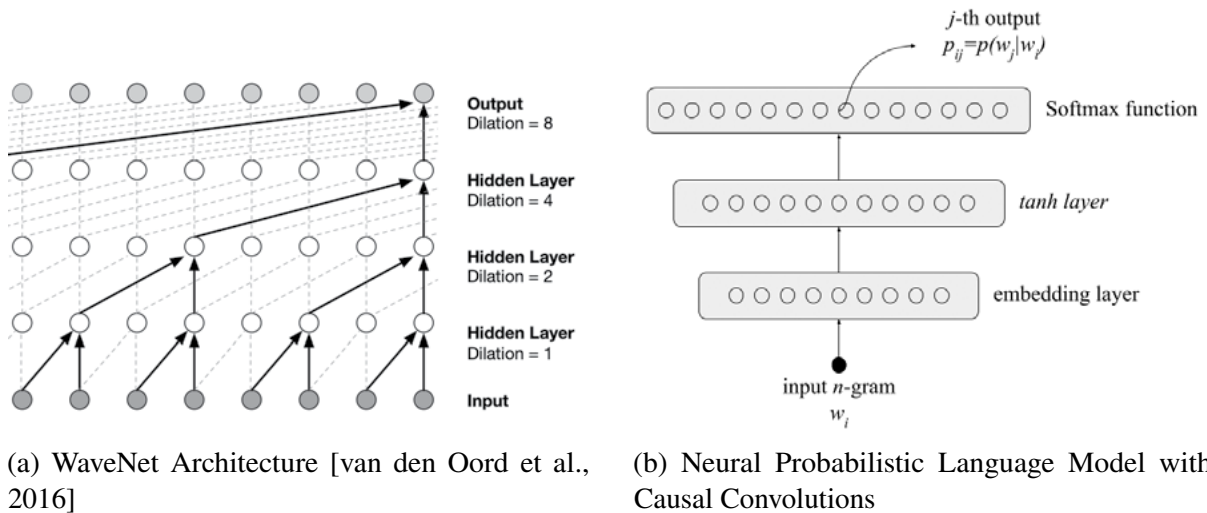 Output
Dilation = 8
Hidden Layer
Dilation = 4
Hidden Layer
Dilation = 2
Hidden Layer
Dilation = 1
Input
j-th output
p_ij=p(w_j|w_i)
Softmax function
tanh layer
embedding layer
input n-gram
w_i
(a) WaveNet Architecture [van den Oord et al.,
2016]
(b) Neural Probabilistic Language Model with
Causal Convolutions